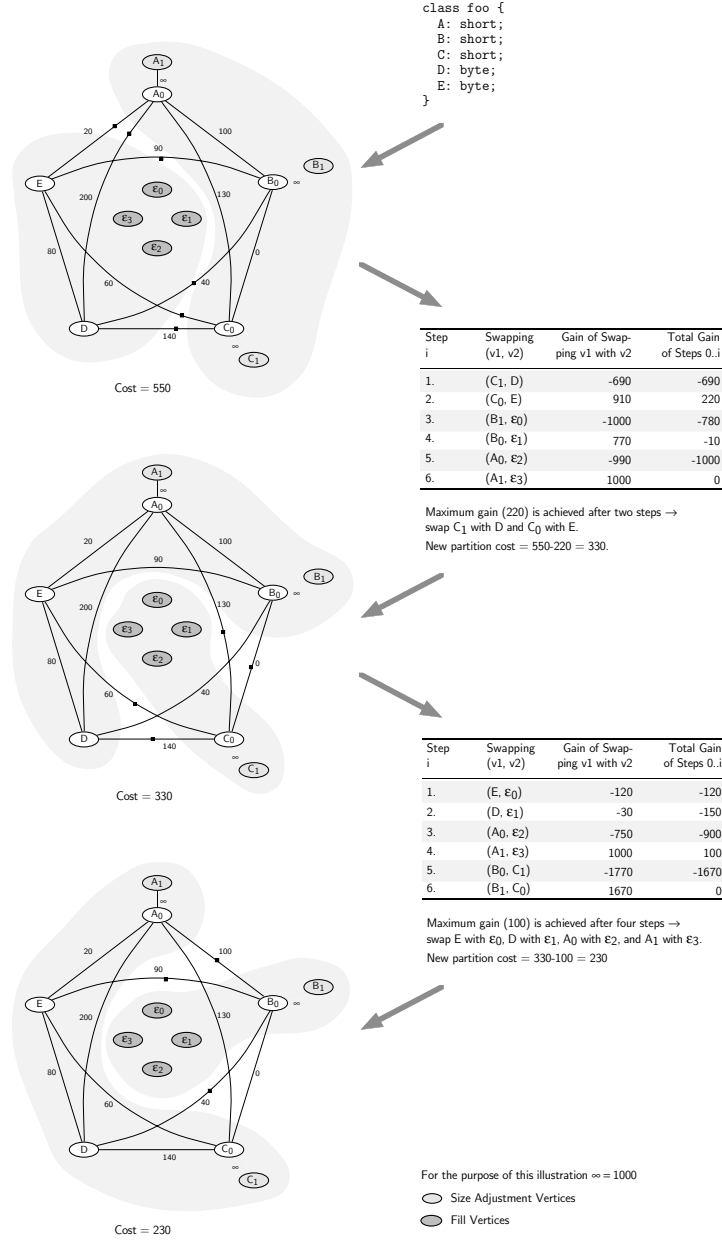 class foo {
A: short;
B: short;
C: short;
D: byte;
E: byte;
}
A1
∞
A0
20
100
90
B1
E
ε0
B0
∞
200
130
ε3
ε1
80
ε2
0
60
40
D
C0
140
∞
C1
Cost = 550
Step Swapping Gain of Swap- Total Gain
i (v1, v2) ping v1 with v2 of Steps 0..i
1. (C1, D) -690 -690
2. (C0, E) 910 220
3. (B1, ε0) -1000 -780
4. (B0, ε1) 770 -10
5. (A0, ε2) -990 -1000
6. (A1, ε3) 1000 0
Maximum gain (220) is achieved after two steps →
swap C1 with D and C0 with E.
New partition cost = 550-220 = 330.
A1
∞
A0
20
100
90
B1
E
ε0
B0
∞
200
130
ε3
ε1
80
ε2
0
60
40
D
C0
140
∞
C1
Cost = 330
Step Swapping Gain of Swap- Total Gain
i (v1, v2) ping v1 with v2 of Steps 0..i
1. (E, ε0) -120 -120
2. (D, ε1) -30 -150
3. (A0, ε2) -750 -900
4. (A1, ε3) 1000 100
5. (B0, C1) -1770 -1670
6. (B1, C0) 1670 0
Maximum gain (100) is achieved after four steps →
swap E with ε0, D with ε1, A0 with ε2, and A1 with ε3.
New partition cost = 330-100 = 230
A1
∞
A0
20
100
90
B1
E
ε0
B0
∞
200
130
ε3
ε1
80
ε2
0
60
40
D
C0
140
∞
C1
Cost = 230
For the purpose of this illustration ∞ = 1000
Size Adjustment Vertices
Fill Vertices